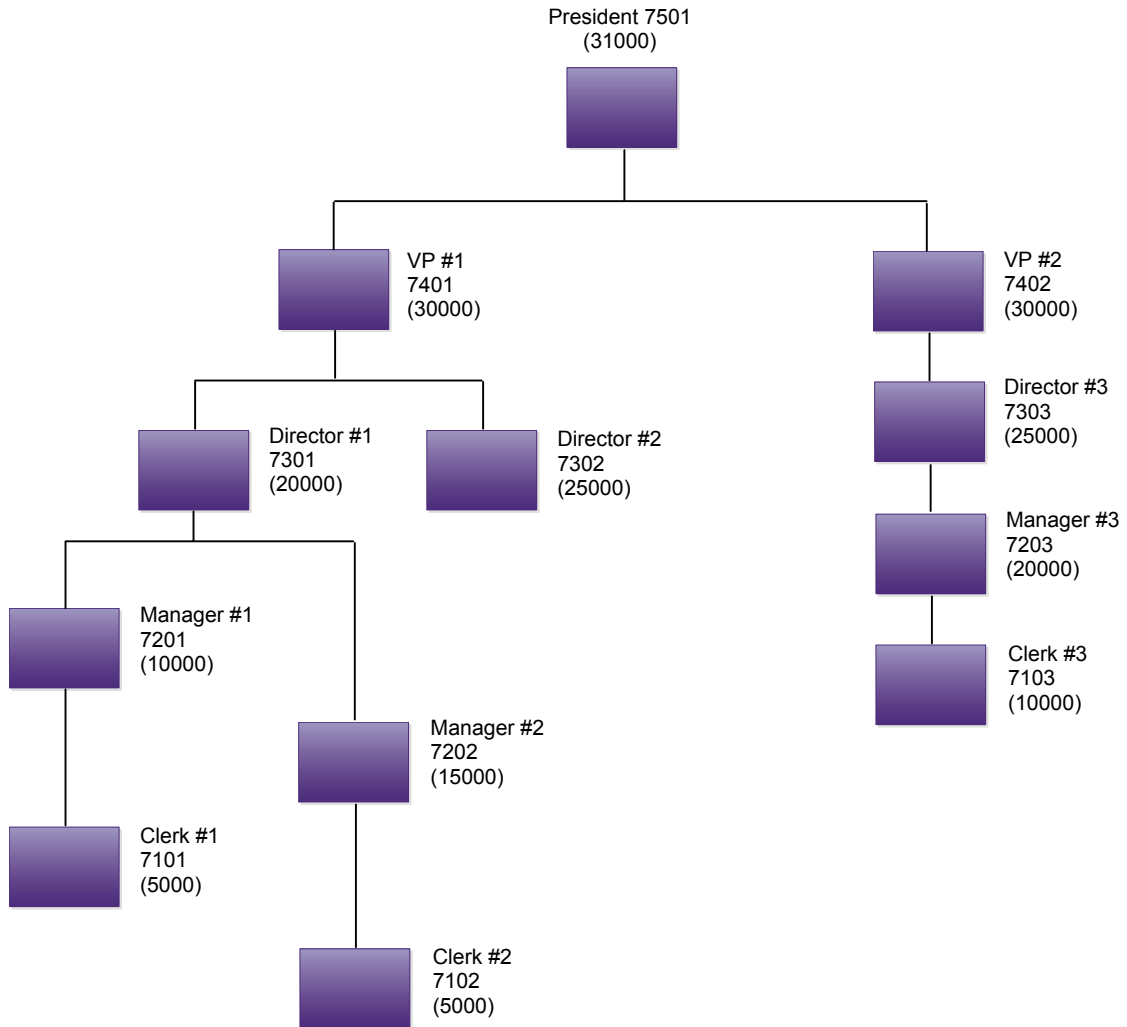 President 7501
(31000)
VP #1
7401
(30000)
VP #2
7402
(30000)
Director #1
7301
(20000)
Director #2
7302
(25000)
Director #3
7303
(25000)
Manager #1
7201
(10000)
Manager #2
7202
(15000)
Manager #3
7203
(20000)
Clerk #1
7101
(5000)
Clerk #2
7102
(5000)
Clerk #3
7103
(10000)